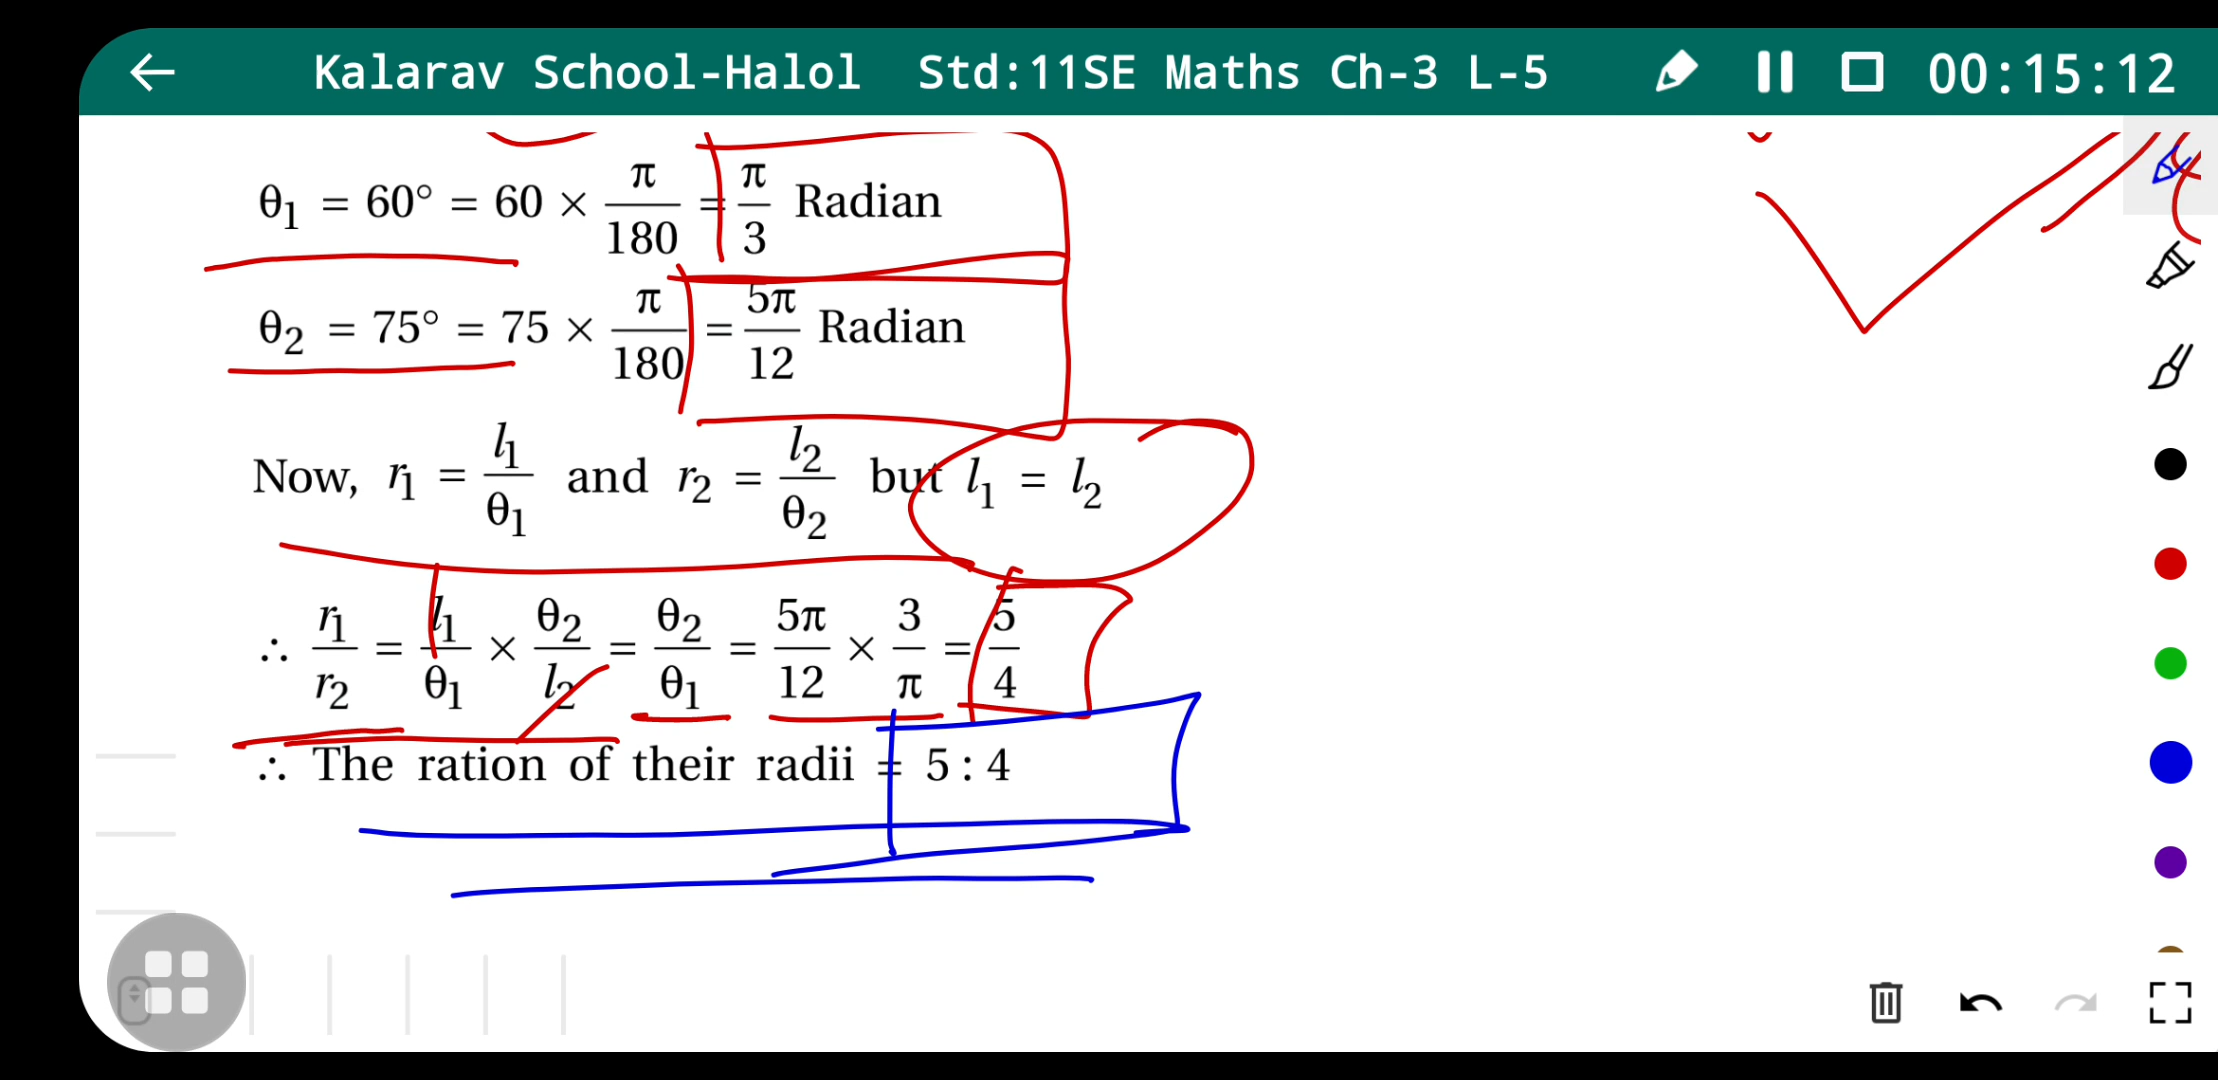 Kalarav School-Halol Std:11SE Maths Ch-3 L-5 00:15:12
θ₁ = 60° = 60 × π/180 = π/3 Radian
θ₂ = 75° = 75 × π/180 = 5π/12 Radian
Now, r₁ = l₁/θ₁ and r₂ = l₂/θ₂ but l₁ = l₂
∴ r₁/r₂ = l₁/θ₁ × θ₂/l₂ = θ₂/θ₁ = 5π/12 × 3/π = 5/4
∴ The ration of their radii = 5 : 4